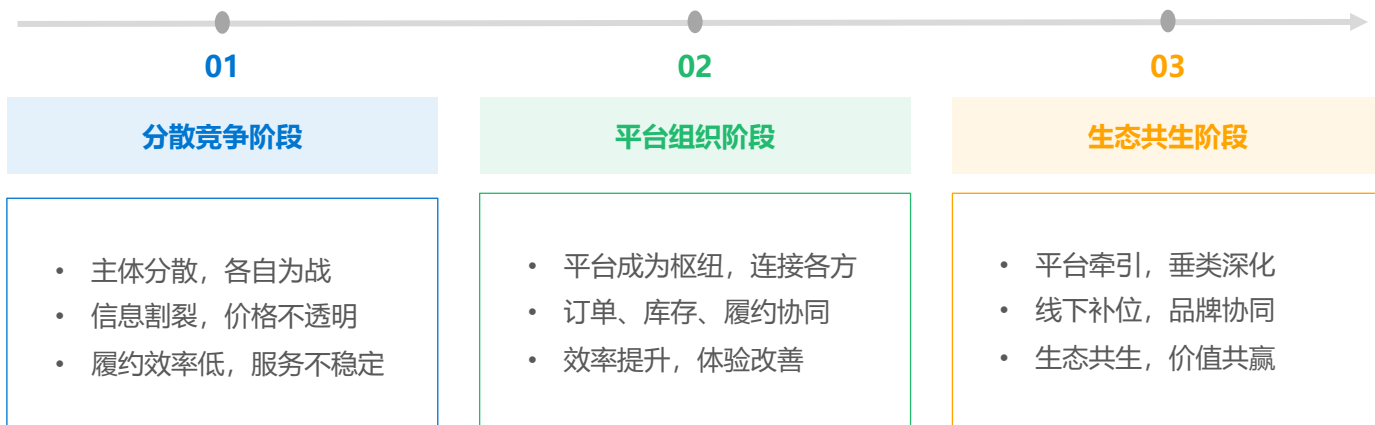 01
02
03
分散竞争阶段
平台组织阶段
生态共生阶段
• 主体分散，各自为战
• 信息割裂，价格不透明
• 履约效率低，服务不稳定
• 平台成为枢纽，连接各方
• 订单、库存、履约协同
• 效率提升，体验改善
• 平台牵引，垂类深化
• 线下补位，品牌协同
• 生态共生，价值共赢